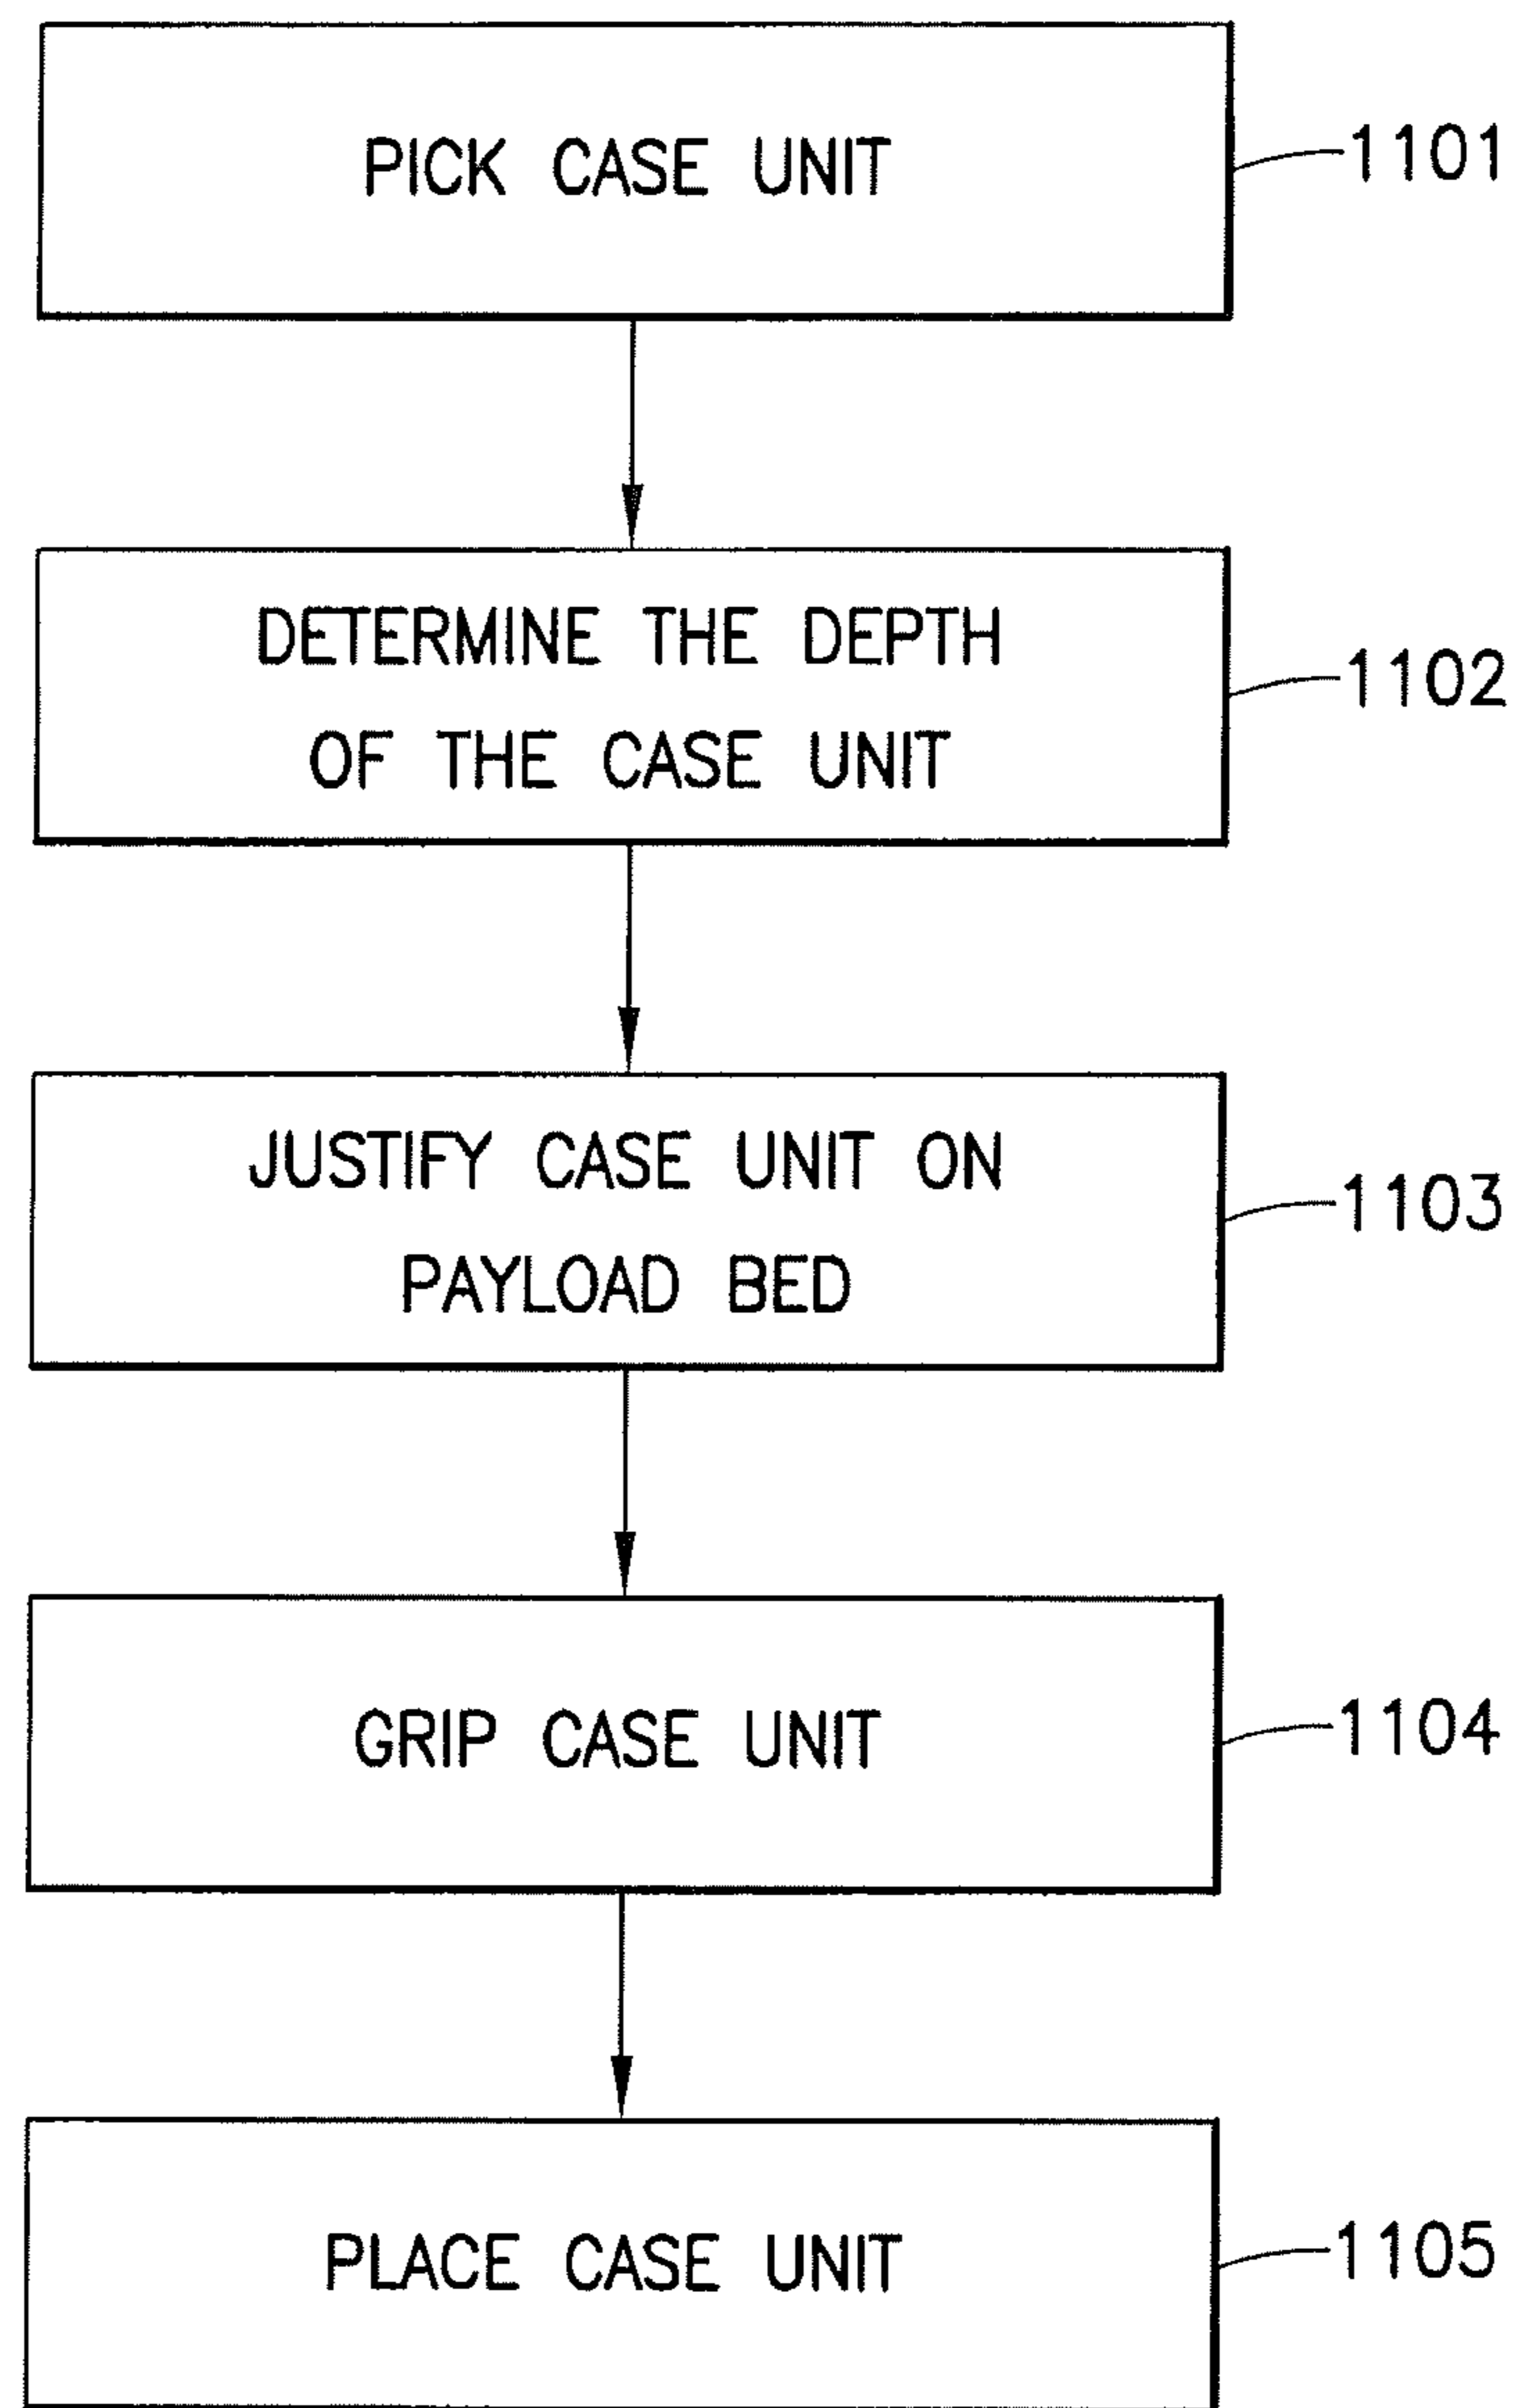 PICK CASE UNIT
1101
DETERMINE THE DEPTH
OF THE CASE UNIT
1102
JUSTIFY CASE UNIT ON
PAYLOAD BED
1103
GRIP CASE UNIT
1104
PLACE CASE UNIT
1105